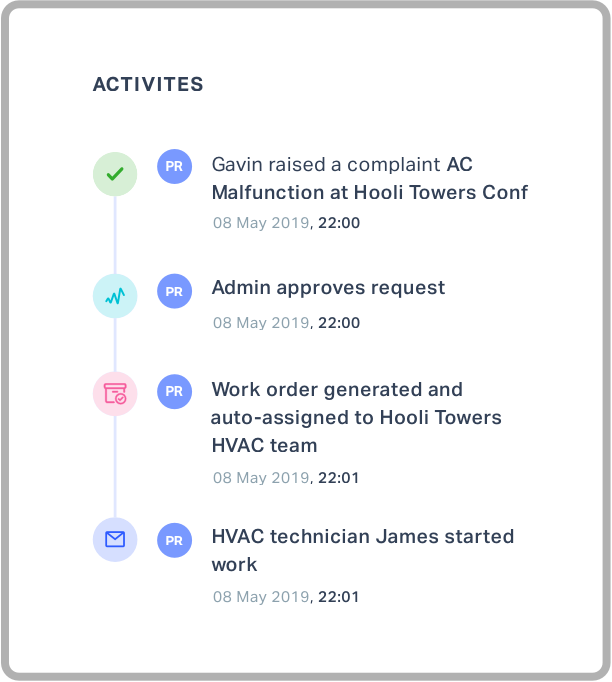 ACTIVITES
PR
Gavin raised a complaint AC
Malfunction at Hooli Towers Conf
08 May 2019, 22:00
PR
Admin approves request
08 May 2019, 22:00
PR
Work order generated and
auto-assigned to Hooli Towers
HVAC team
08 May 2019, 22:01
PR
HVAC technician James started
work
08 May 2019, 22:01